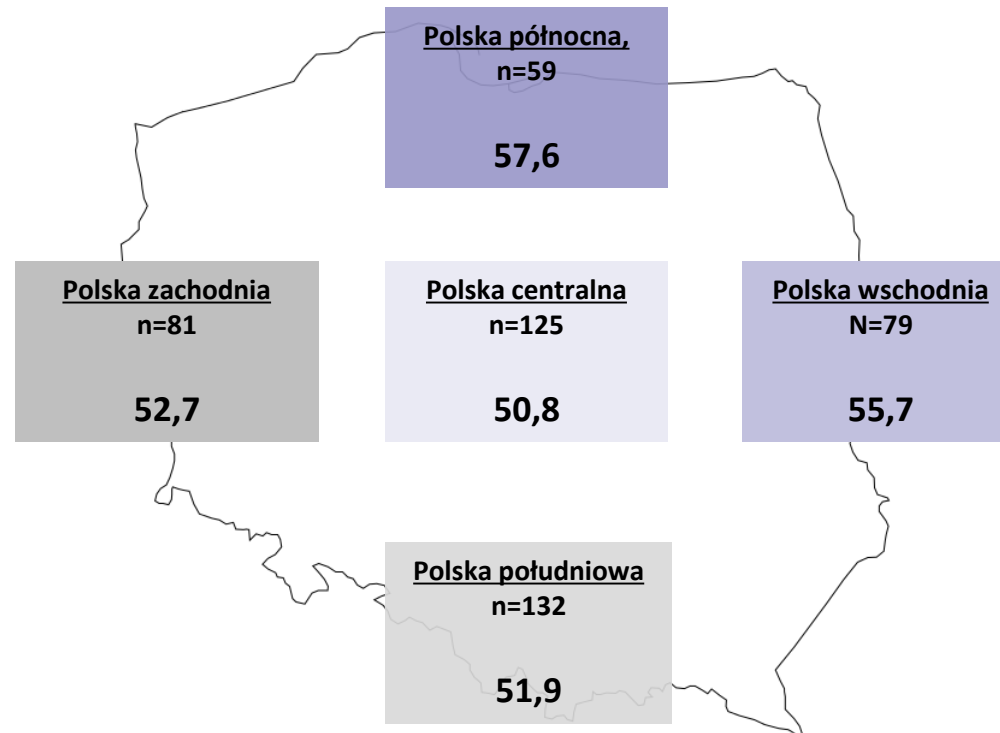 Polska północna,
n=59
57,6
Polska zachodnia
n=81
52,7
Polska centralna
n=125
50,8
Polska wschodnia
N=79
55,7
Polska południowa
n=132
51,9